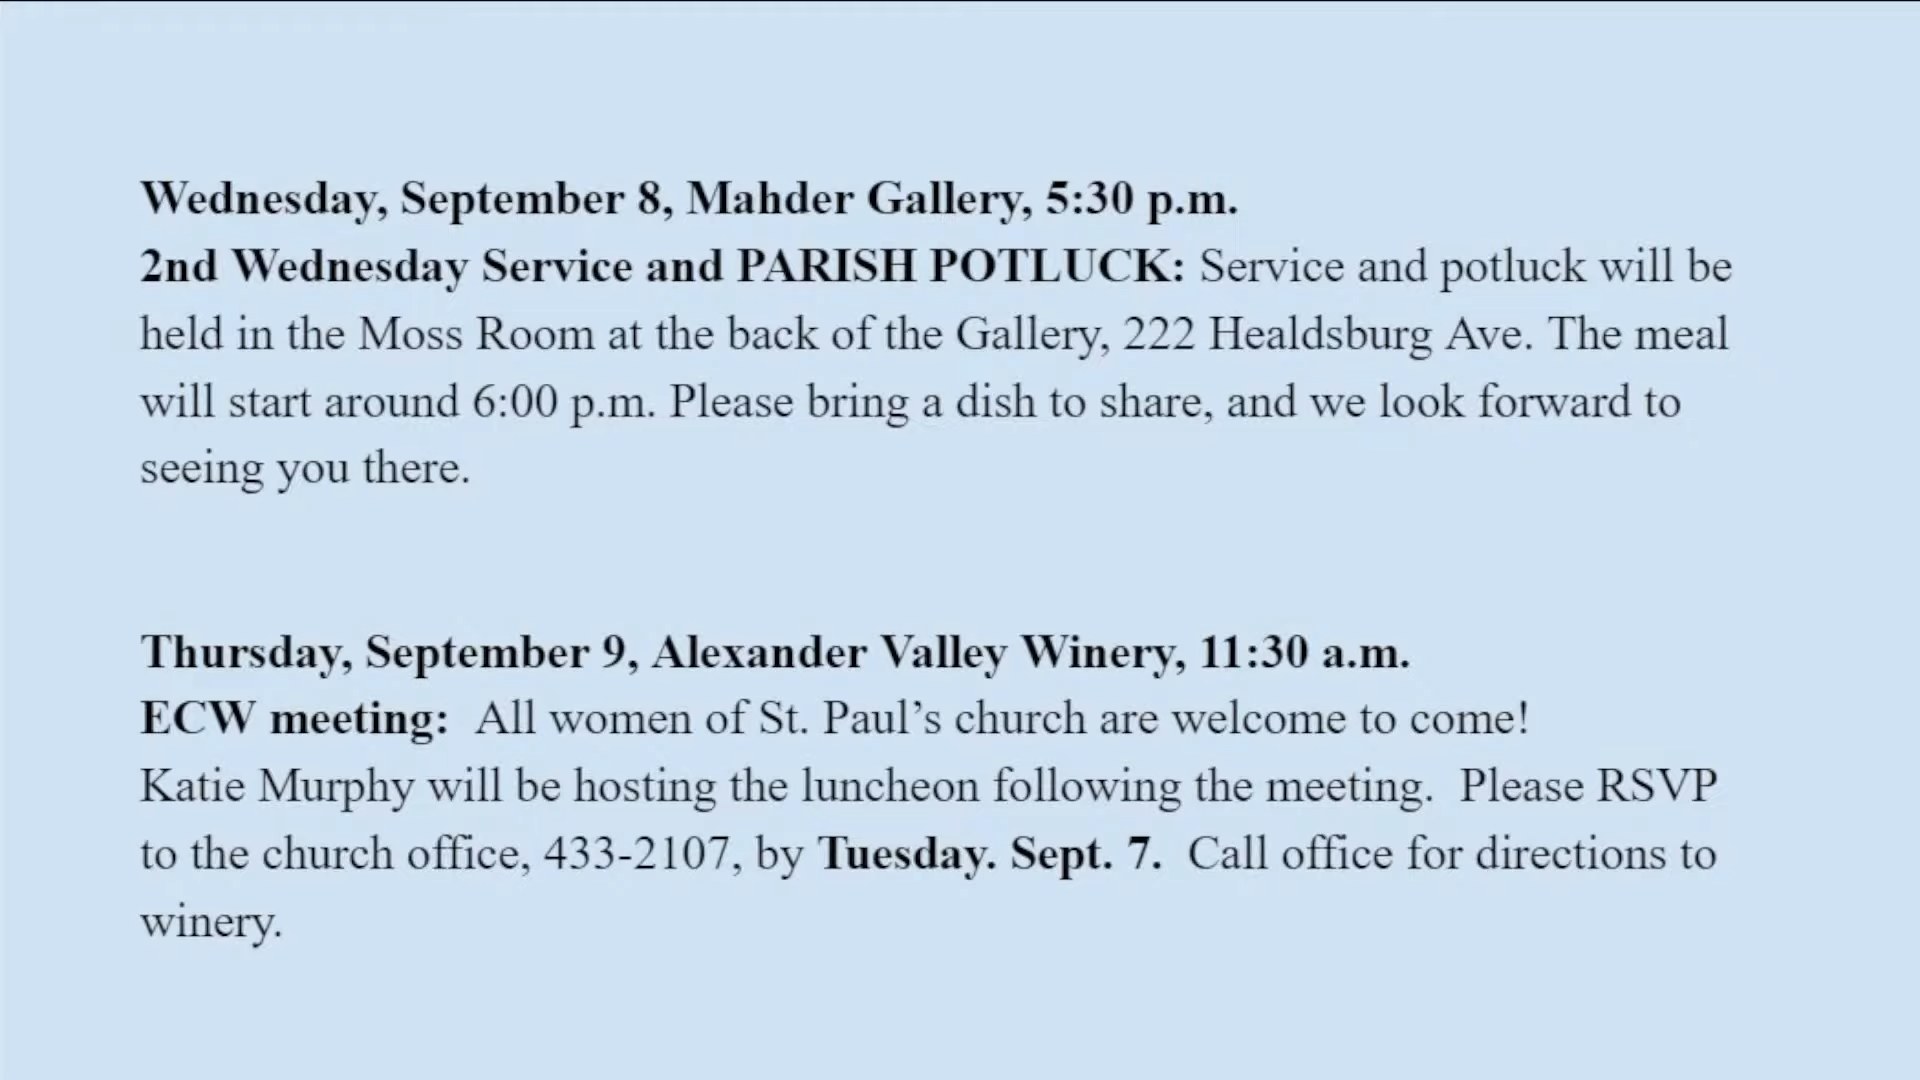 Wednesday, September 8, Mahder Gallery, 5:30 p.m.
2nd Wednesday Service and PARISH POTLUCK: Service and potluck will be
held in the Moss Room at the back of the Gallery, 222 Healdsburg Ave. The meal
will start around 6:00 p.m. Please bring a dish to share, and we look forward to
seeing you there.
Thursday, September 9, Alexander Valley Winery, 11:30 a.m.
ECW meeting:  All women of St. Paul’s church are welcome to come!
Katie Murphy will be hosting the luncheon following the meeting.  Please RSVP
to the church office, 433-2107, by Tuesday. Sept. 7.  Call office for directions to
winery.